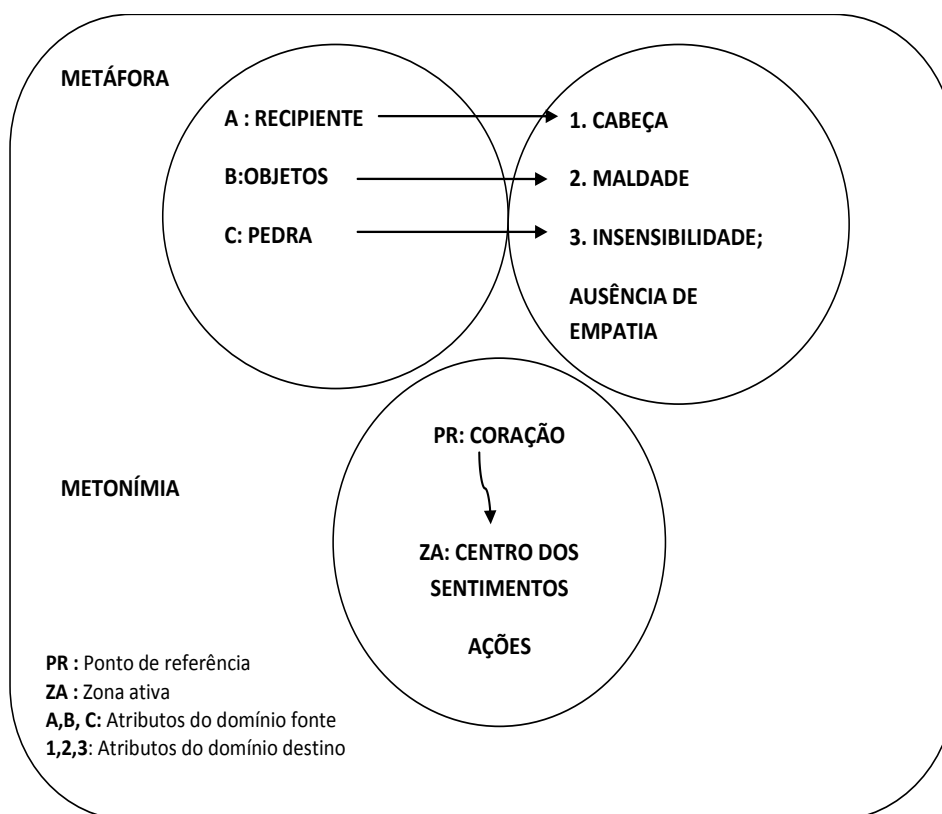 METÁFORA
A : RECIPIENTE
B:OBJETOS
C: PEDRA
1. CABEÇA
2. MALDADE
3. INSENSIBILIDADE;
AUSÊNCIA DE
EMPATIA
METONÍMIA
PR: CORAÇÃO
ZA: CENTRO DOS
SENTIMENTOS
AÇÕES
PR : Ponto de referência
ZA : Zona ativa
A,B, C: Atributos do domínio fonte
1,2,3: Atributos do domínio destino